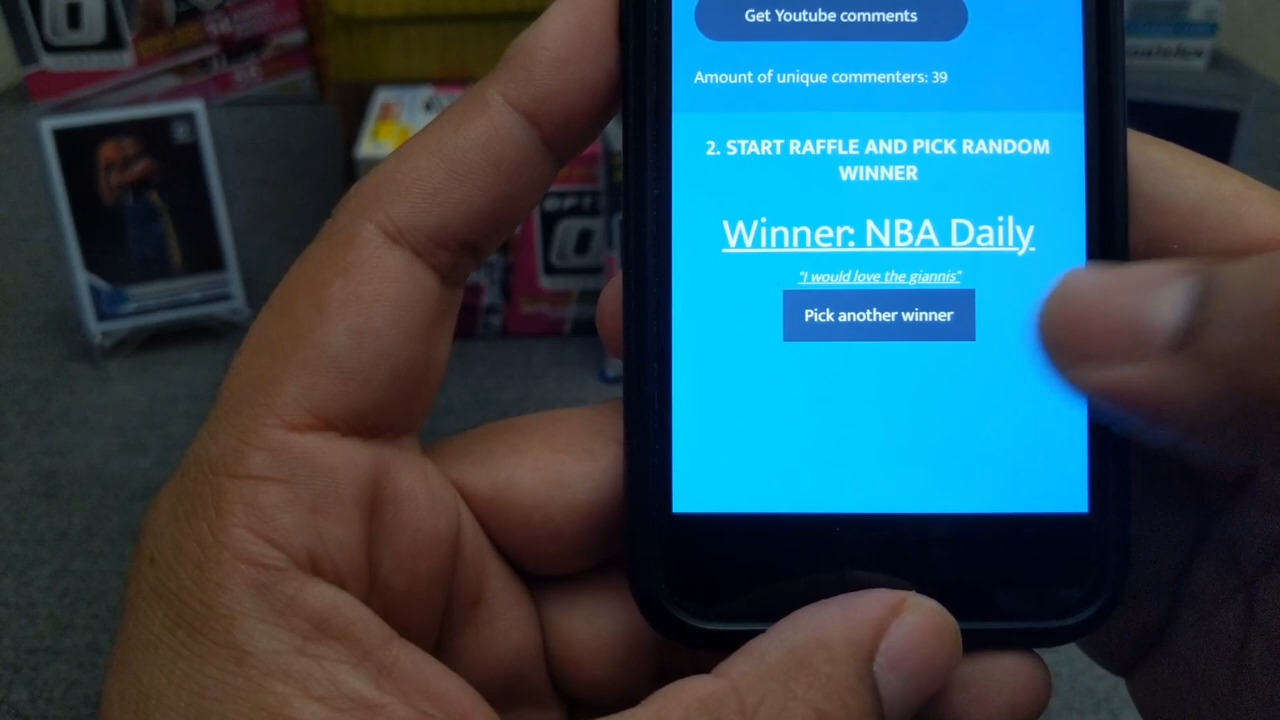 Get Youtube comments
Amount of unique commenters: 39
2. START RAFFLE AND PICK RANDOM
WINNER
Winner: NBA Daily
"I would love the giannis"
Pick another winner